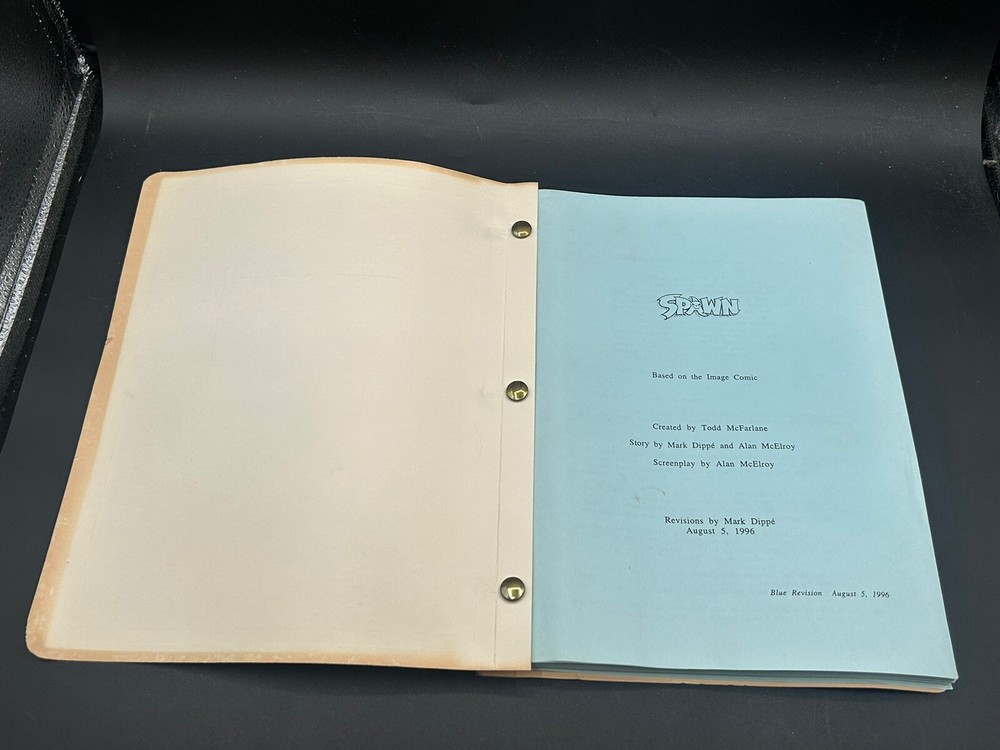 SPAWN
Based on the Image Comic
Created by Todd McFarlane
Story by Mark Dippé and Alan McElroy
Screenplay by Alan McElroy
Revisions by Mark Dippé
August 5, 1996
Blue Revision August 5, 1996